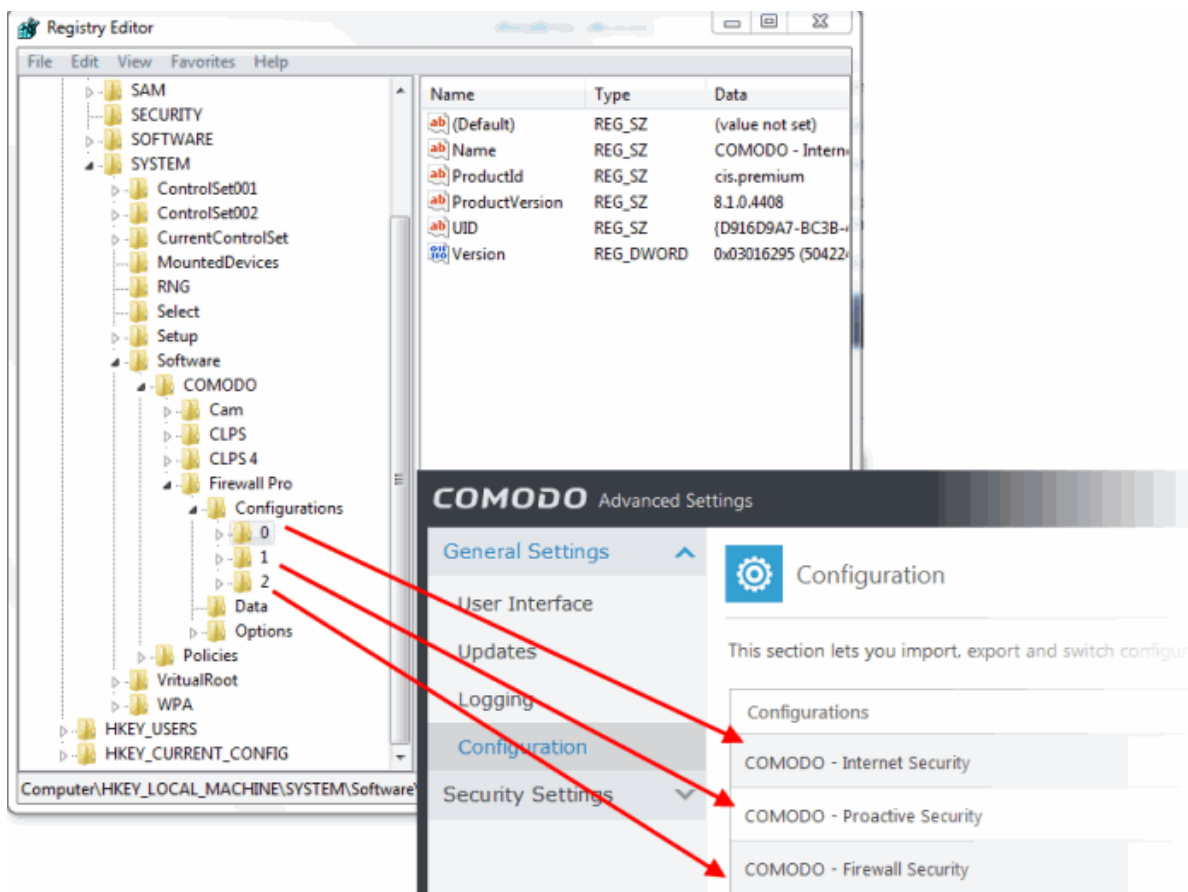 Registry Editor
File Edit View Favorites Help
SAM
SECURITY
SOFTWARE
SYSTEM
ControlSet001
ControlSet002
CurrentControlSet
MountedDevices
RNG
Select
Setup
Software
COMODO
Cam
CLPS
CLPS 4
Firewall Pro
Configurations
0
1
2
Data
Options
Policies
VritualRoot
WPA
HKEY_USERS
HKEY_CURRENT_CONFIG
Computer\HKEY_LOCAL_MACHINE\SYSTEM\Software\
Name Type Data
(Default) REG_SZ (value not set)
Name REG_SZ COMODO - Intern
ProductId REG_SZ cis.premium
ProductVersion REG_SZ 8.1.0.4408
UID REG_SZ {D916D9A7-BC3B-
Version REG_DWORD 0x03016295 (50422
COMODO Advanced Settings
General Settings
User Interface
Updates
Logging
Configuration
Security Settings
Configuration
This section lets you import, export and switch configur
Configurations
COMODO - Internet Security
COMODO - Proactive Security
COMODO - Firewall Security